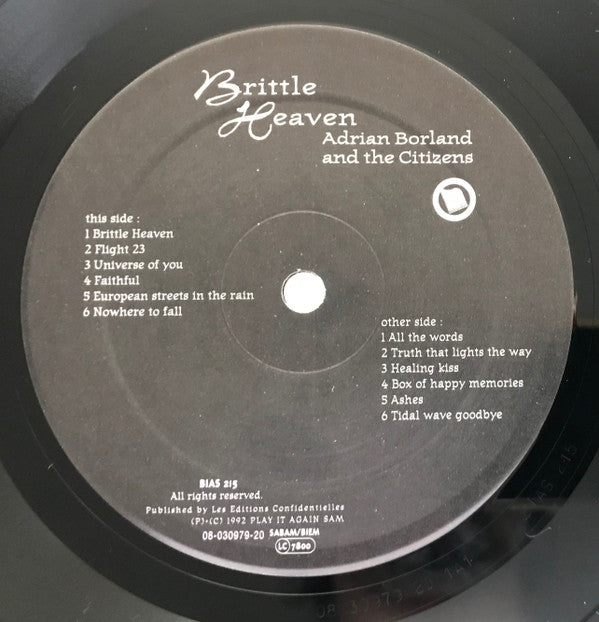 Brittle
Heaven
Adrian Borland
and the Citizens
this side :
1 Brittle Heaven
2 Flight 23
3 Universe of you
4 Faithful
5 European streets in the rain
6 Nowhere to fall
other side :
1 All the words
2 Truth that lights the way
3 Healing kiss
4 Box of happy memories
5 Ashes
6 Tidal wave goodbye
BIAS 215
All rights reserved.
Published by Les Editions Confidentielles
(P)+(C) 1992 PLAY IT AGAIN SAM
08-030979-20 SABAM/BIEM
LC 7800